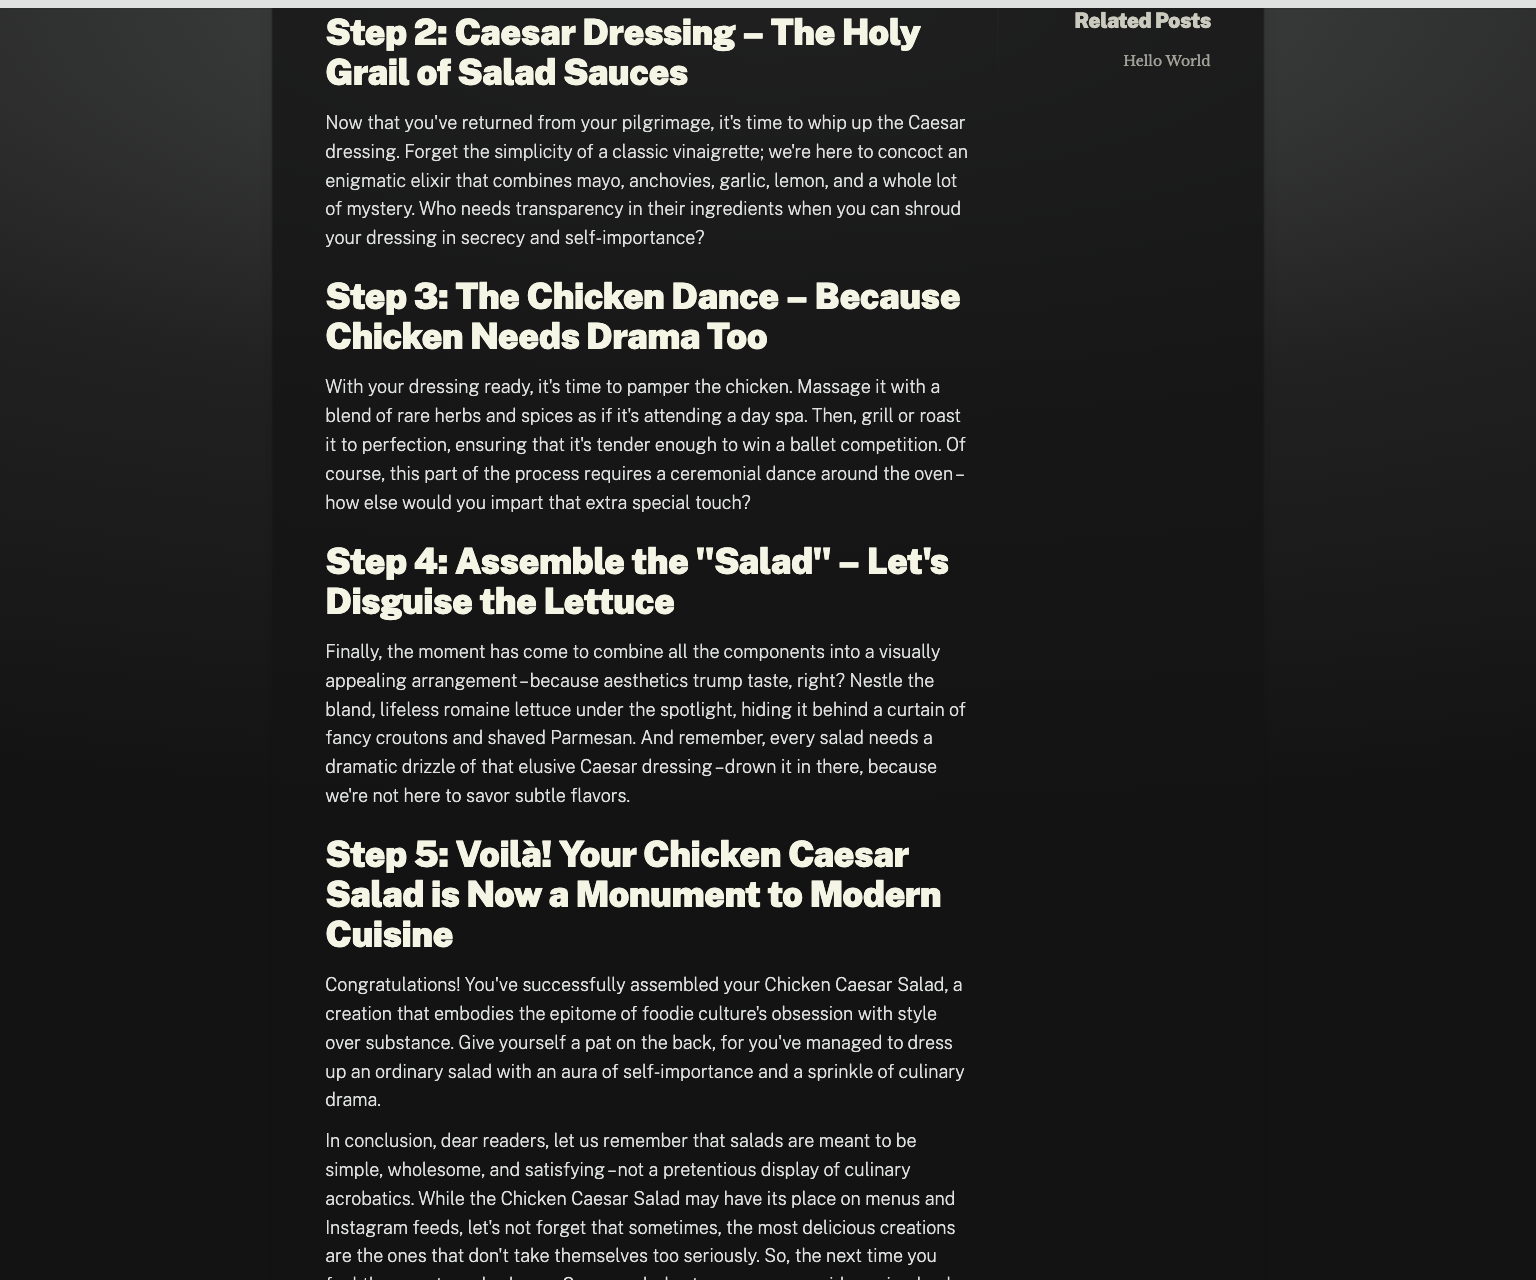 Step 2: Caesar Dressing – The Holy
Grail of Salad Sauces
Now that you've returned from your pilgrimage, it's time to whip up the Caesar
dressing. Forget the simplicity of a classic vinaigrette; we're here to concoct an
enigmatic elixir that combines mayo, anchovies, garlic, lemon, and a whole lot
of mystery. Who needs transparency in their ingredients when you can shroud
your dressing in secrecy and self-importance?
Step 3: The Chicken Dance – Because
Chicken Needs Drama Too
With your dressing ready, it's time to pamper the chicken. Massage it with a
blend of rare herbs and spices as if it's attending a day spa. Then, grill or roast
it to perfection, ensuring that it's tender enough to win a ballet competition. Of
course, this part of the process requires a ceremonial dance around the oven–
how else would you impart that extra special touch?
Step 4: Assemble the "Salad" – Let's
Disguise the Lettuce
Finally, the moment has come to combine all the components into a visually
appealing arrangement–because aesthetics trump taste, right? Nestle the
bland, lifeless romaine lettuce under the spotlight, hiding it behind a curtain of
fancy croutons and shaved Parmesan. And remember, every salad needs a
dramatic drizzle of that elusive Caesar dressing–drown it in there, because
we're not here to savor subtle flavors.
Step 5: Voilà! Your Chicken Caesar
Salad is Now a Monument to Modern
Cuisine
Congratulations! You've successfully assembled your Chicken Caesar Salad, a
creation that embodies the epitome of foodie culture's obsession with style
over substance. Give yourself a pat on the back, for you've managed to dress
up an ordinary salad with an aura of self-importance and a sprinkle of culinary
drama.
In conclusion, dear readers, let us remember that salads are meant to be
simple, wholesome, and satisfying–not a pretentious display of culinary
acrobatics. While the Chicken Caesar Salad may have its place on menus and
Instagram feeds, let's not forget that sometimes, the most delicious creations
are the ones that don't take themselves too seriously. So, the next time you
Related Posts
Hello World